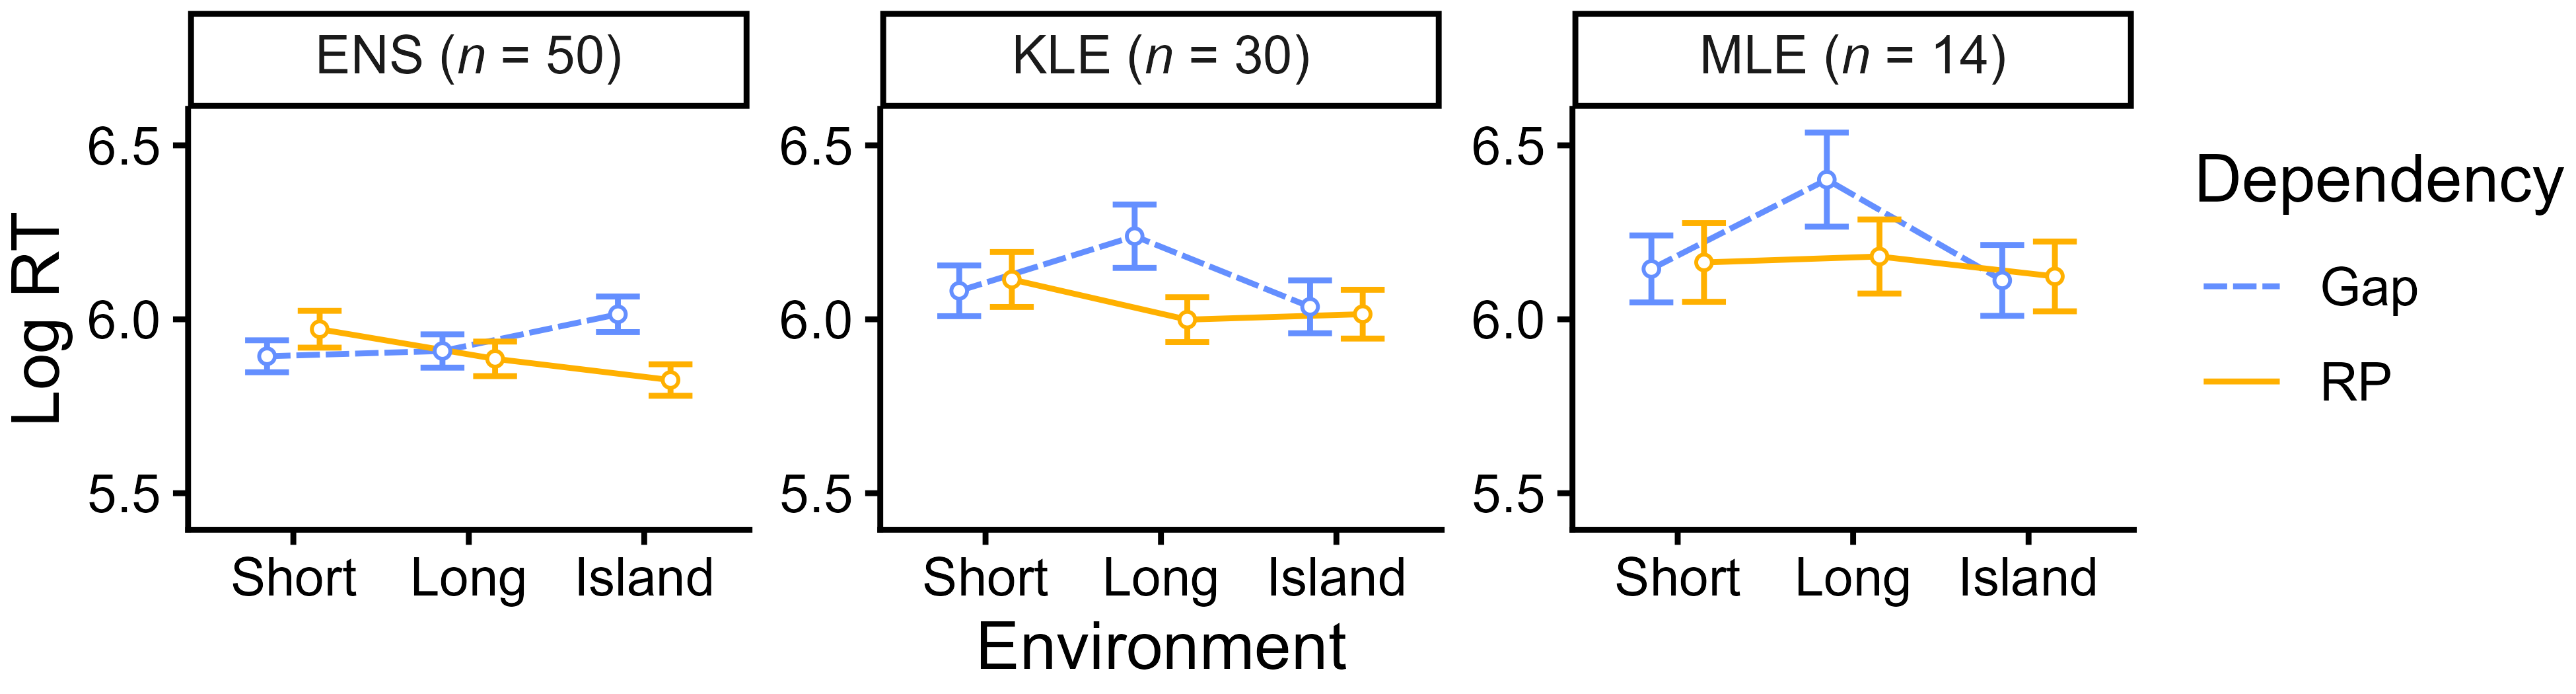 ENS (n = 50)
KLE (n = 30)
MLE (n = 14)
Log RT
6.5
6.0
5.5
6.5
6.0
5.5
6.5
6.0
5.5
Short Long Island
Short Long Island
Short Long Island
Environment
Dependency
Gap
RP